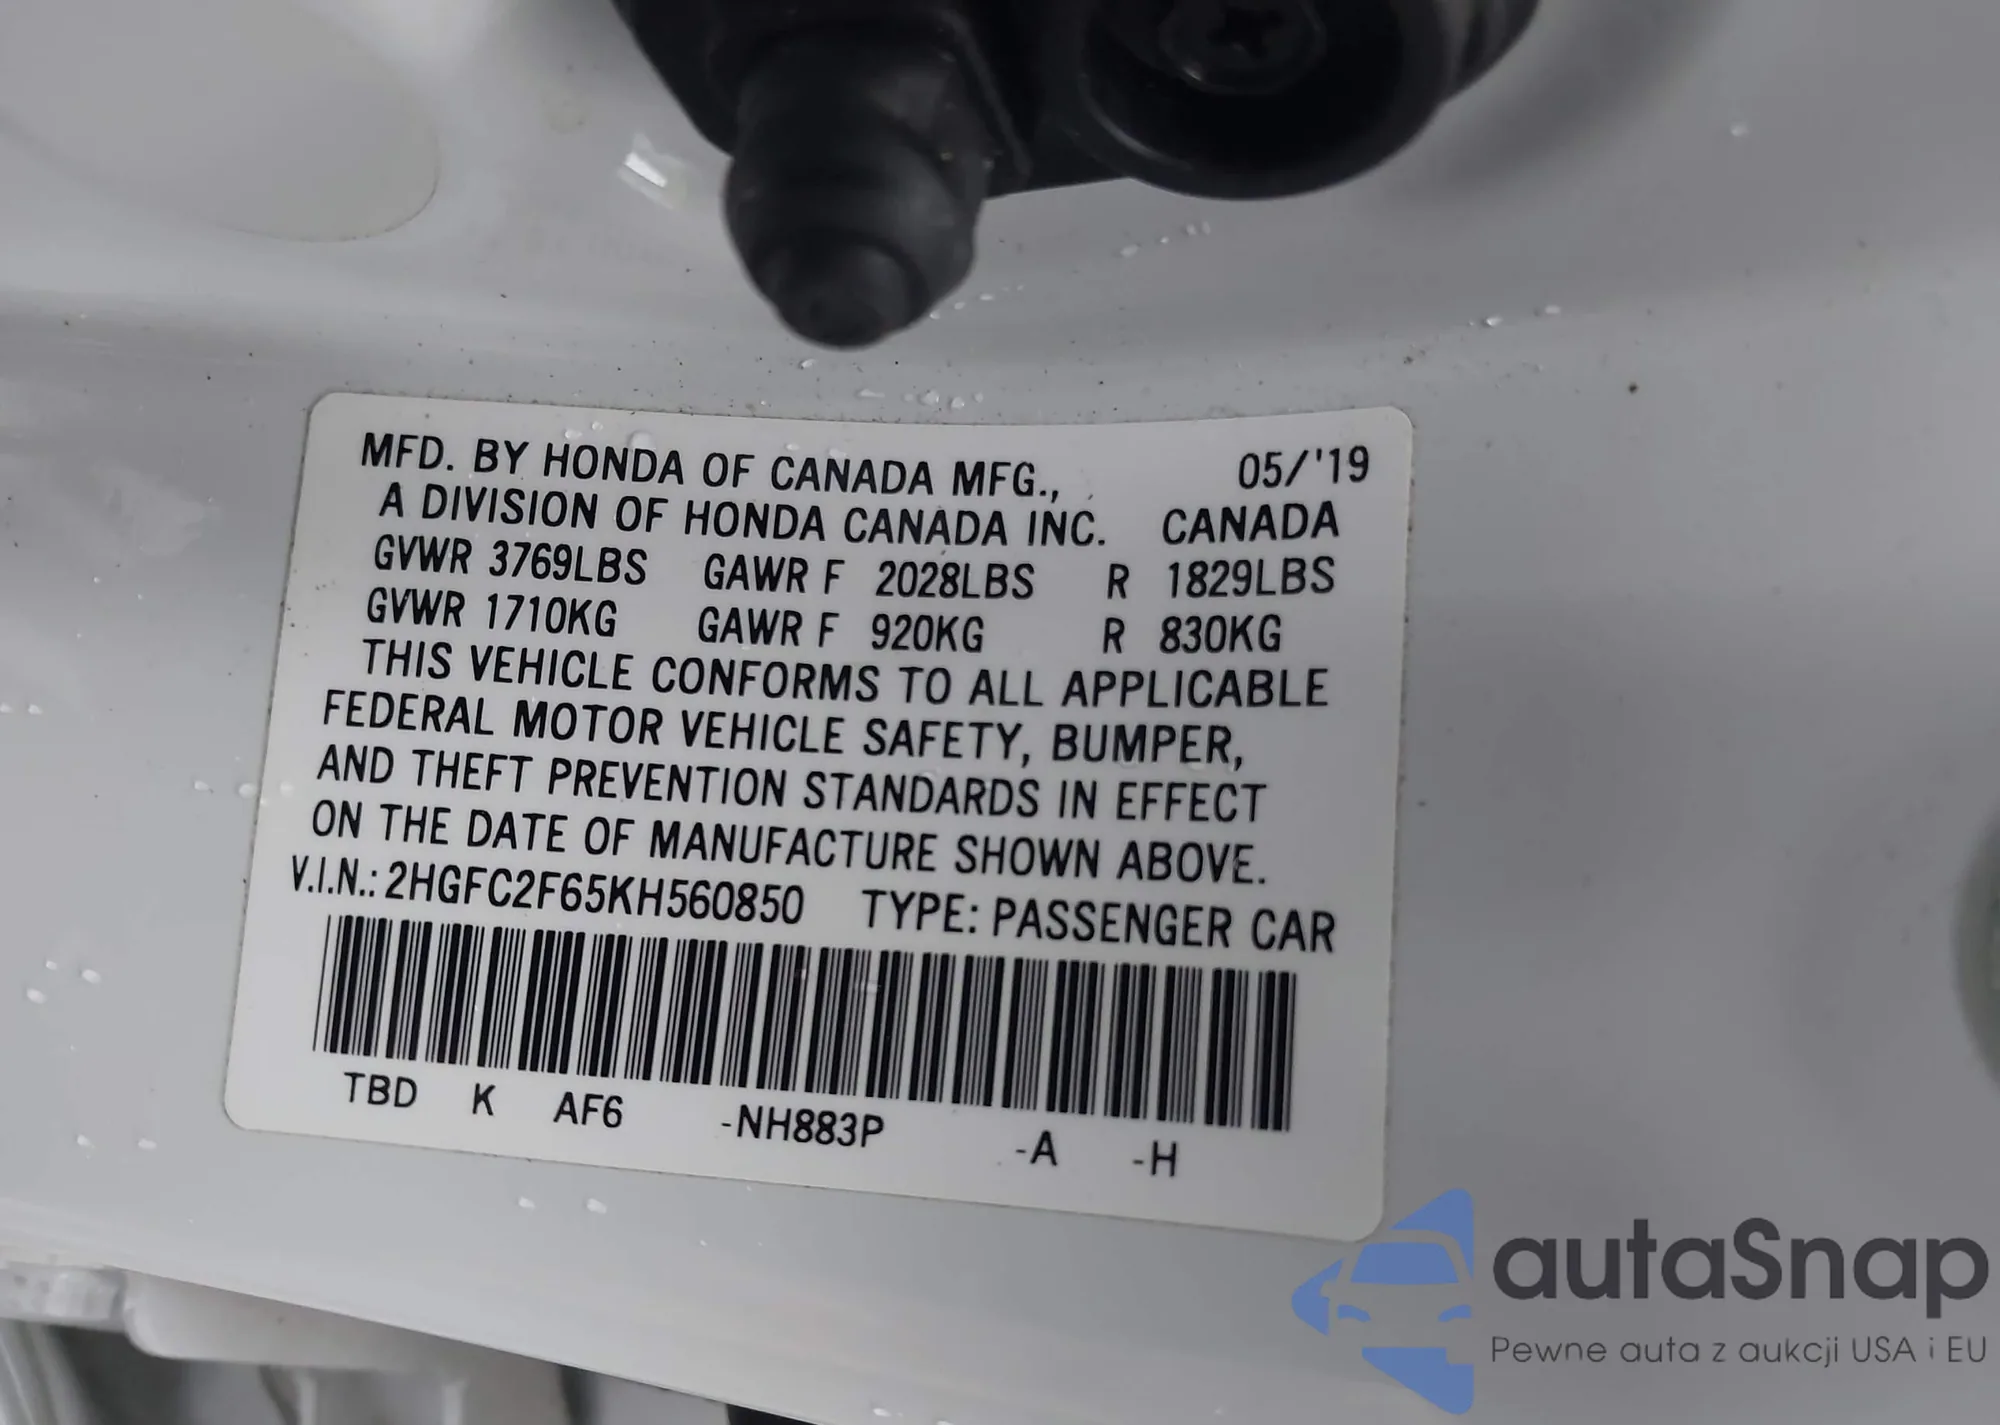 MFD. BY HONDA OF CANADA MFG., 05/'19
A DIVISION OF HONDA CANADA INC. CANADA
GVWR 3769LBS GAWR F 2028LBS R 1829LBS
GVWR 1710KG GAWR F 920KG R 830KG
THIS VEHICLE CONFORMS TO ALL APPLICABLE
FEDERAL MOTOR VEHICLE SAFETY, BUMPER,
AND THEFT PREVENTION STANDARDS IN EFFECT
ON THE DATE OF MANUFACTURE SHOWN ABOVE.
V.I.N.: 2HGFC2F65KH560850 TYPE: PASSENGER CAR
TBD K AF6 -NH883P -A -H
autaSnap
Pewne auta z aukcji USA i EU